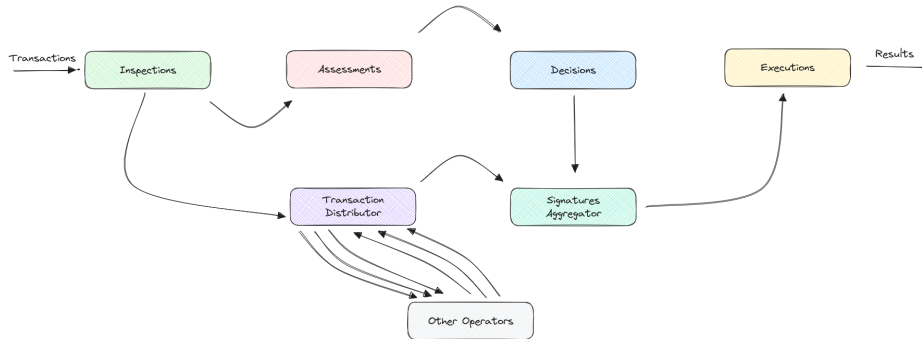 Transactions
Inspections
Assessments
Decisions
Executions
Results
Transaction
Distributor
Signatures
Aggregator
Other Operators